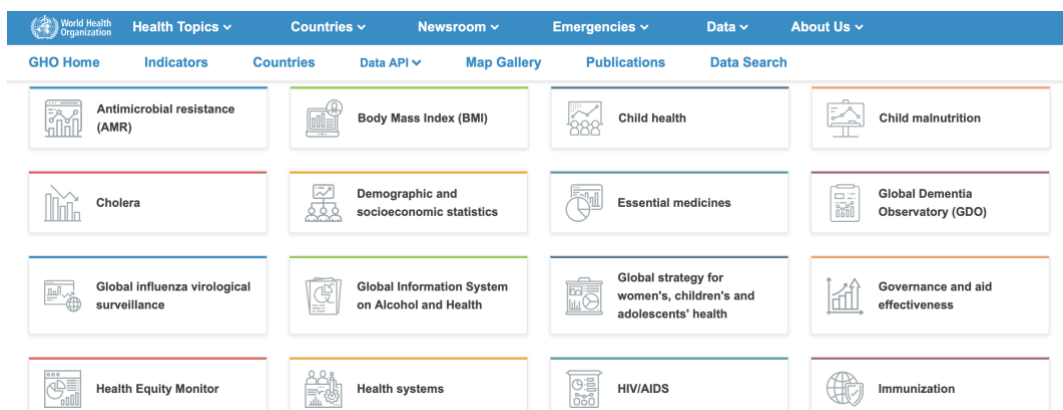 World Health
Organization
Health Topics
Countries
Newsroom
Emergencies
Data
About Us
GHO Home
Indicators
Countries
Data API
Map Gallery
Publications
Data Search
Antimicrobial resistance
(AMR)
Body Mass Index (BMI)
Child health
Child malnutrition
Cholera
Demographic and
socioeconomic statistics
Essential medicines
Global Dementia
Observatory (GDO)
Global influenza virological
surveillance
Global Information System
on Alcohol and Health
Global strategy for
women's, children's and
adolescents' health
Governance and aid
effectiveness
Health Equity Monitor
Health systems
HIV/AIDS
Immunization